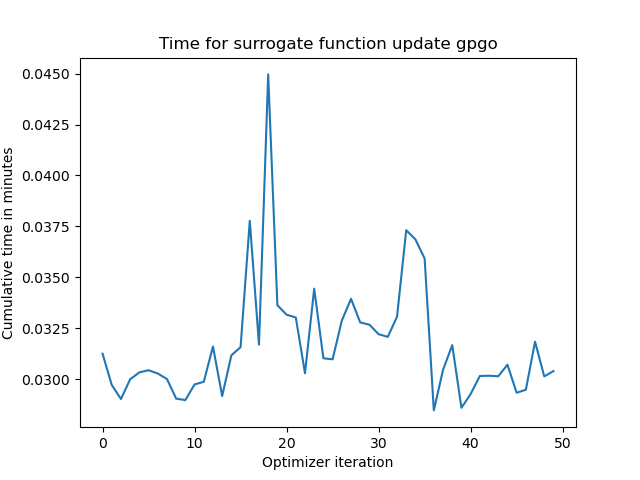 Time for surrogate function update gpgo
Cumulative time in minutes
0.0450
0.0425
0.0400
0.0375
0.0350
0.0325
0.0300
0 10 20 30 40 50
Optimizer iteration